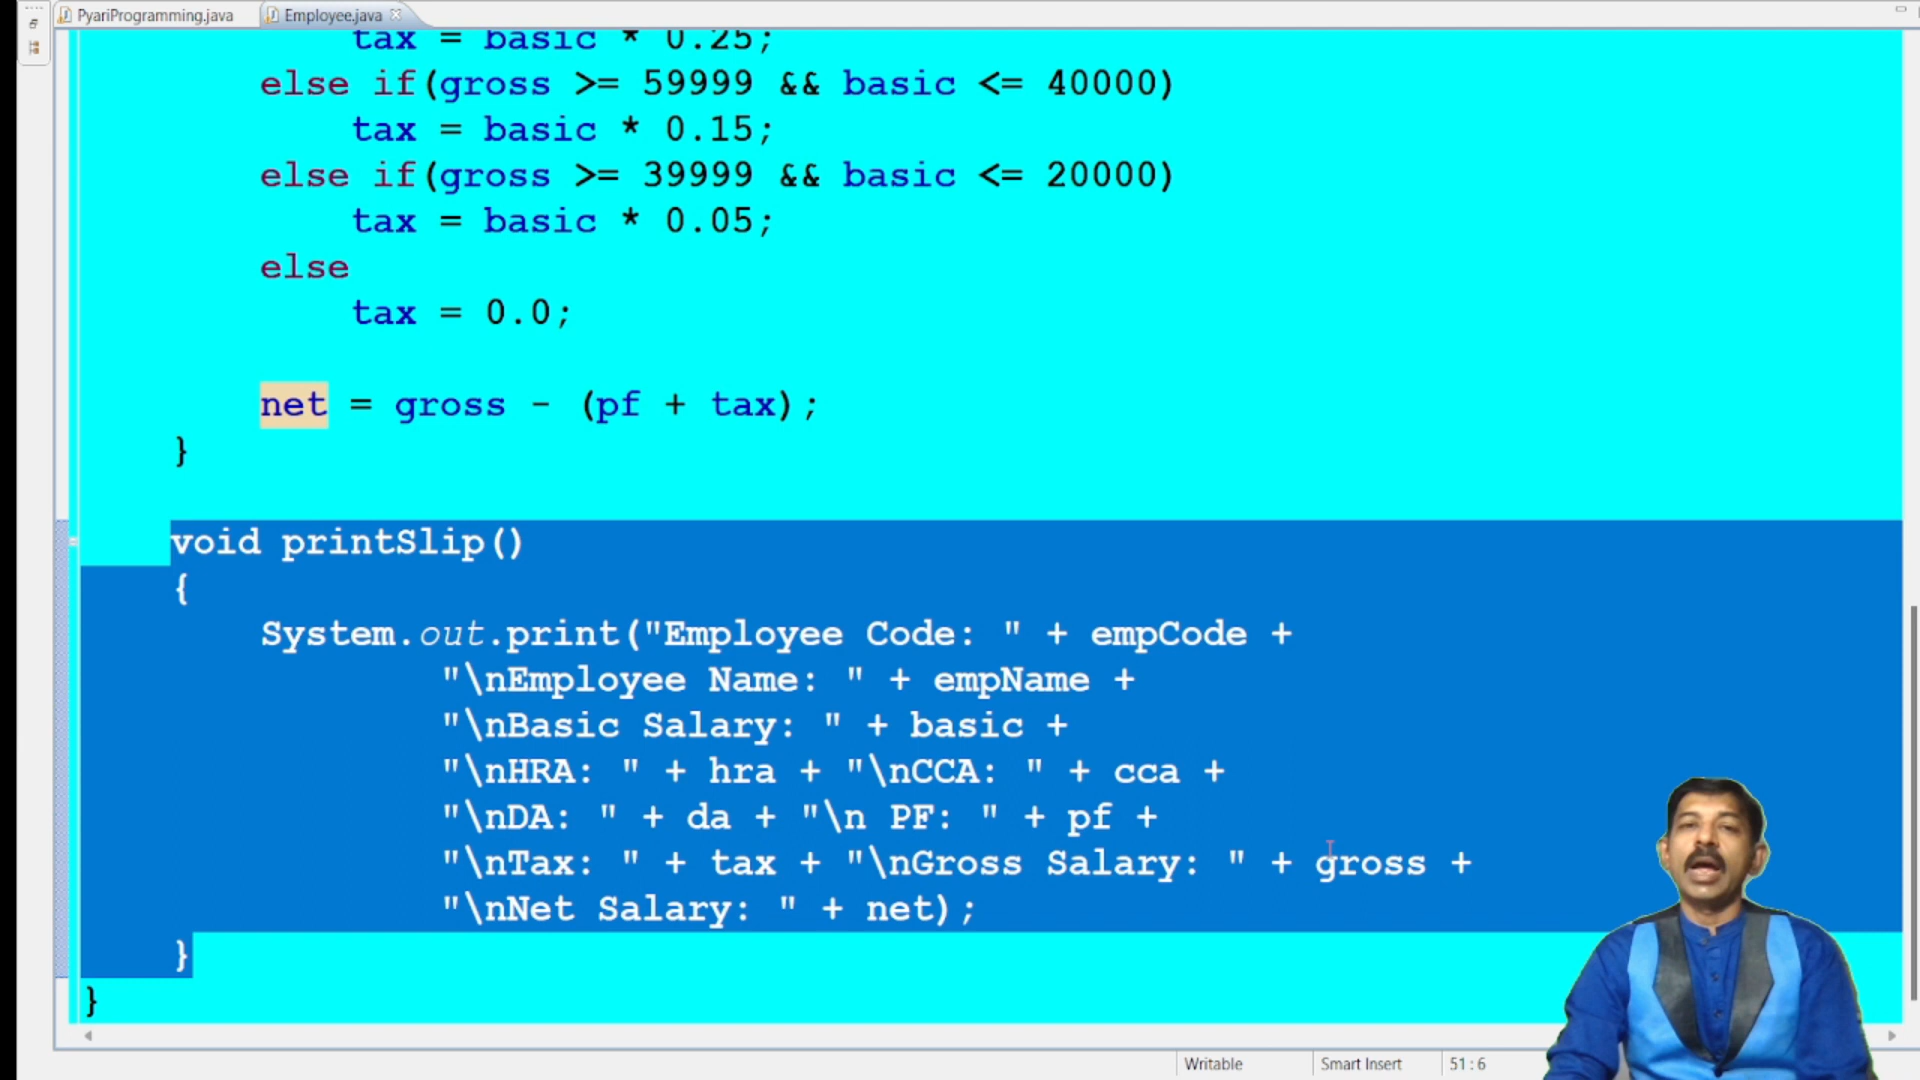 PyariProgramming.java
Employee.java
tax = basic * 0.25;
else if(gross >= 59999 && basic <= 40000)
tax = basic * 0.15;
else if(gross >= 39999 && basic <= 20000)
tax = basic * 0.05;
else
tax = 0.0;
net = gross - (pf + tax);
}
void printSlip()
{
System.out.print("Employee Code: " + empCode +
"\nEmployee Name: " + empName +
"\nBasic Salary: " + basic +
"\nHRA: " + hra + "\nCCA: " + cca +
"\nDA: " + da + "\n PF: " + pf +
"\nTax: " + tax + "\nGross Salary: " + gross +
"\nNet Salary: " + net);
}
}
Writable
Smart Insert
51 : 6